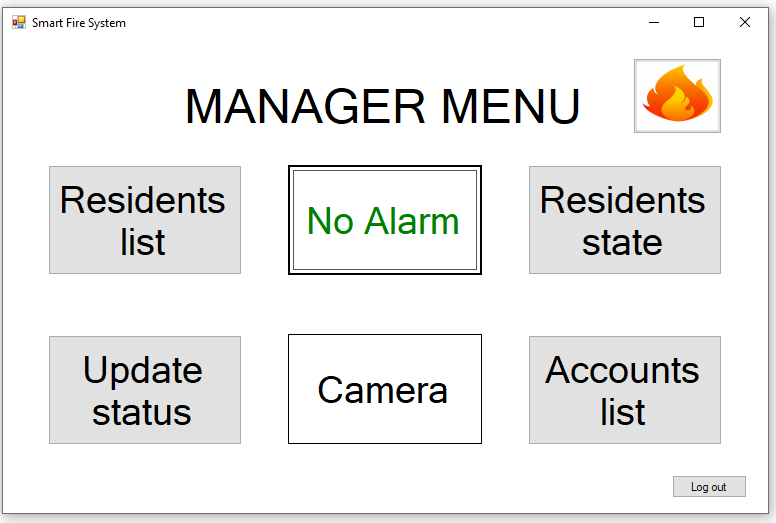 Smart Fire System
MANAGER MENU
Residents
list
No Alarm
Residents
state
Update
status
Camera
Accounts
list
Log out